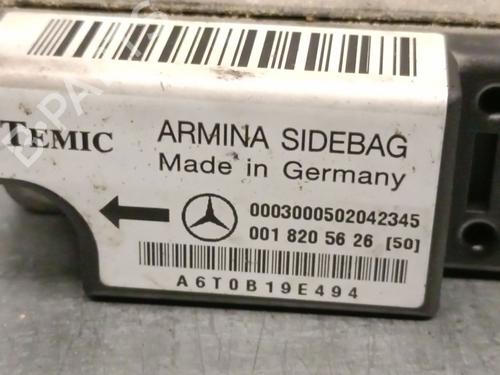 TEMIC ARMINA SIDEBAG
Made in Germany
0003000502042345
001 820 56 26 [50]
A6T0B19E494